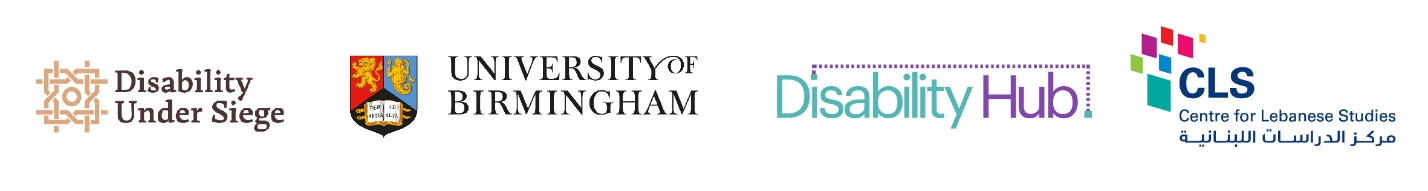 Disability
Under Siege
UNIVERSITY OF
BIRMINGHAM
Disability Hub
CLS
Centre for Lebanese Studies
مركز الدراسات اللبنانية